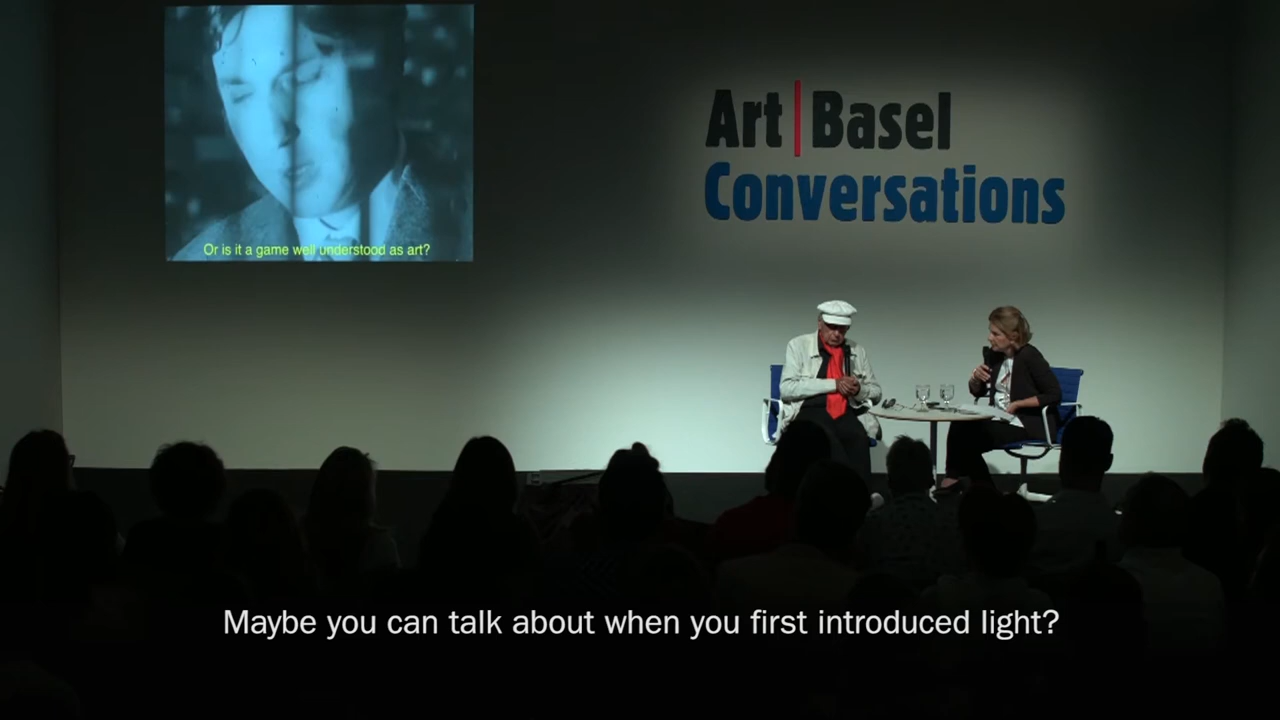 Or is it a game well understood as art?
Art|Basel
Conversations
Maybe you can talk about when you first introduced light?